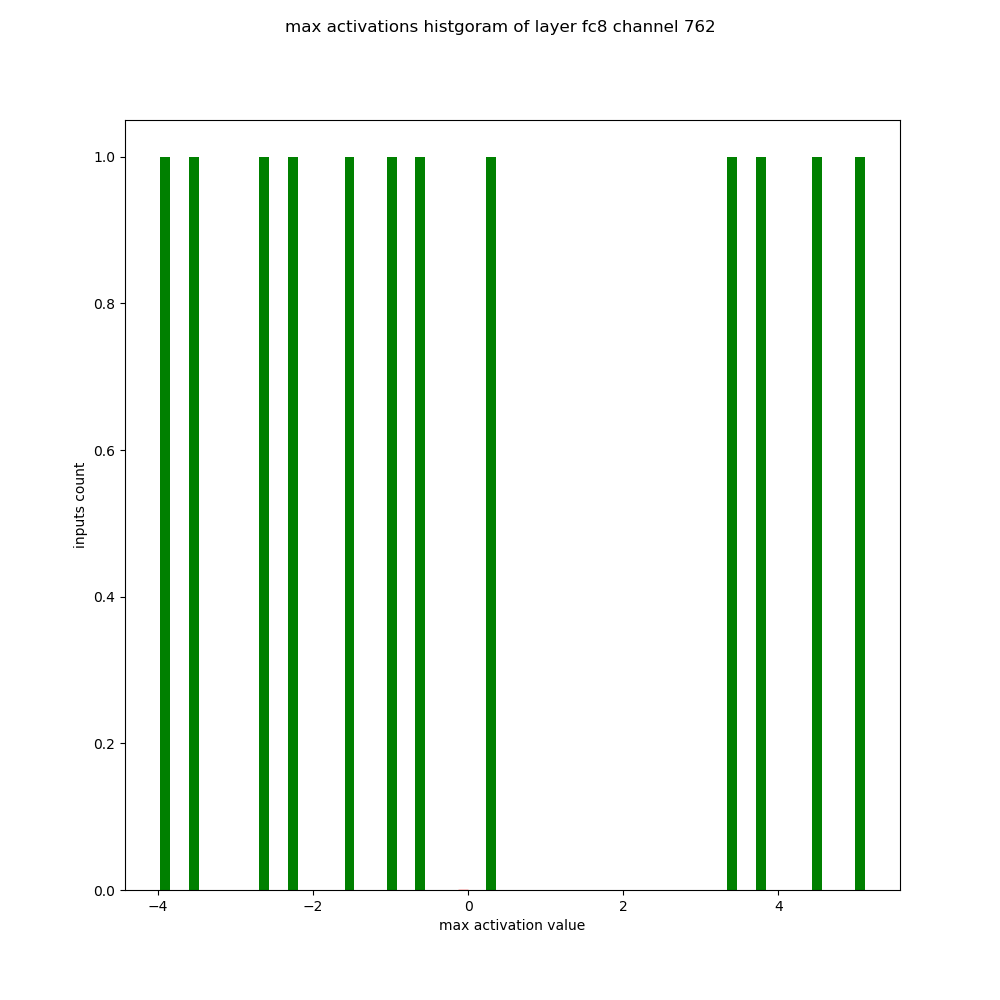 max activations histgoram of layer fc8 channel 762
1.0
0.8
0.6
0.4
0.2
0.0
inputs count
−4 −2 0 2 4
max activation value